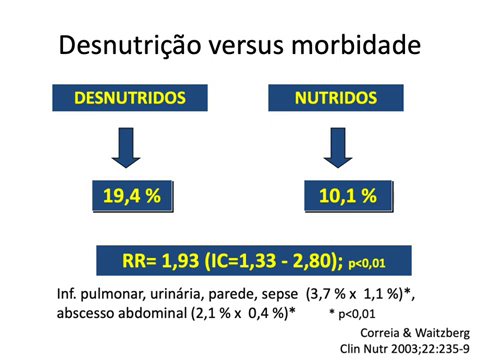 Desnutrição versus morbidade
DESNUTRIDOS
NUTRIDOS
19,4 %
10,1 %
RR= 1,93 (IC=1,33 - 2,80); p<0,01
Inf. pulmonar, urinária, parede, sepse (3,7 % x 1,1 %)*,
abscesso abdominal (2,1 % x 0,4 %)* * p<0,01
Correia & Waitzberg
Clin Nutr 2003;22:235-9